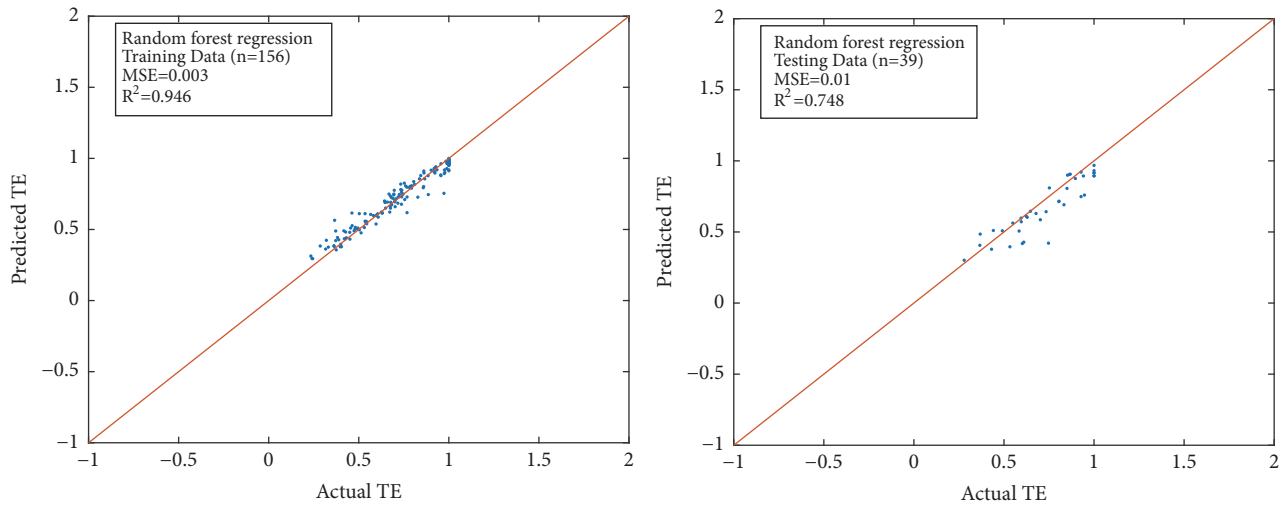 2
1.5
1
0.5
0
−0.5
−1
Predicted TE
Random forest regression
Training Data (n=156)
MSE=0.003
R²=0.946
−1 −0.5 0 0.5 1 1.5 2
Actual TE
2
1.5
1
0.5
0
−0.5
−1
Predicted TE
Random forest regression
Testing Data (n=39)
MSE=0.01
R²=0.748
−1 −0.5 0 0.5 1 1.5 2
Actual TE